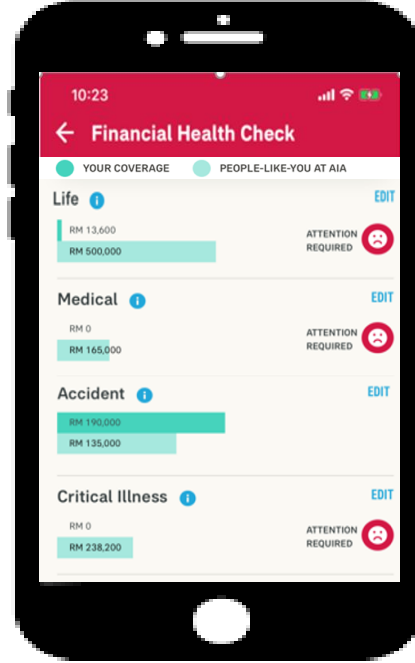 10:23
Financial Health Check
YOUR COVERAGE PEOPLE-LIKE-YOU AT AIA
Life EDIT
RM 13,600
RM 500,000
ATTENTION
REQUIRED
Medical EDIT
RM 0
RM 165,000
ATTENTION
REQUIRED
Accident EDIT
RM 190,000
RM 135,000
Critical Illness EDIT
RM 0
RM 238,200
ATTENTION
REQUIRED